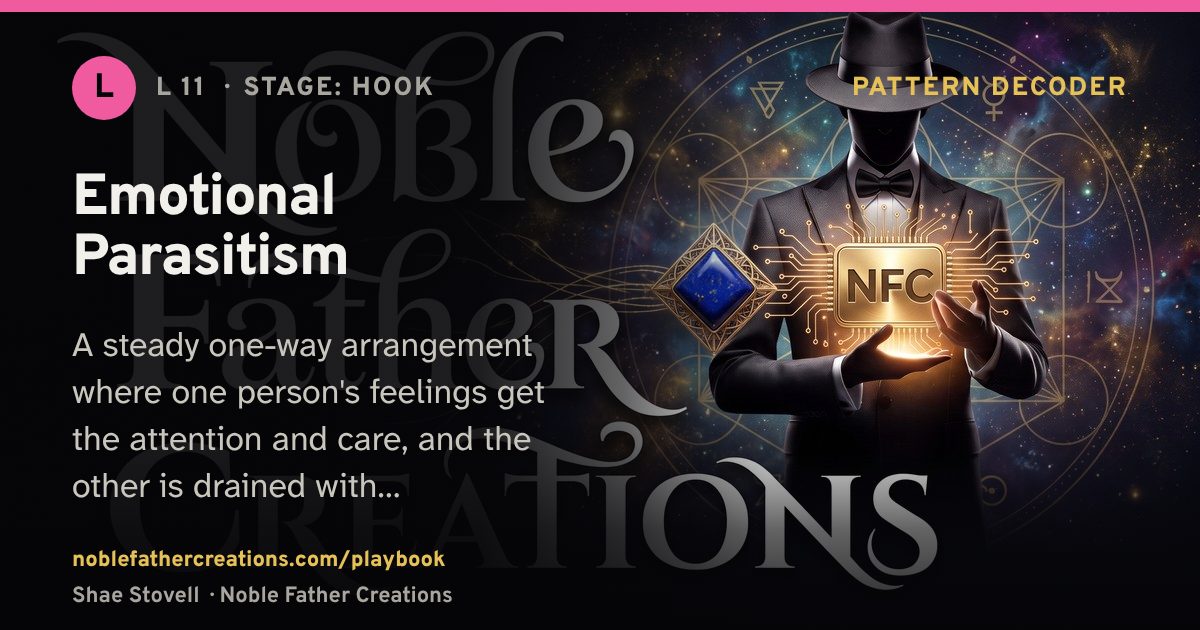 L
L 11 · STAGE: HOOK
PATTERN DECODER
Noble
Father
Creations
Emotional
Parasitism
NFC
A steady one-way arrangement
where one person's feelings get
the attention and care, and the
other is drained with...
noblefathercreations.com/playbook
Shae Stovell · Noble Father Creations